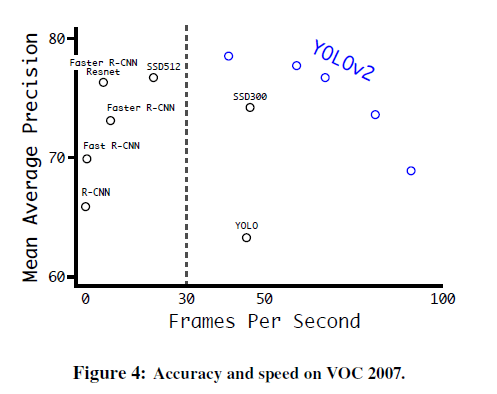 80
Faster R-CNN
Resnet
SSD512
YOLOv2
SSD300
Faster R-CNN
70
Fast R-CNN
R-CNN
YOLO
60
Mean Average Precision
0 30 50 100
Frames Per Second
Figure 4: Accuracy and speed on VOC 2007.